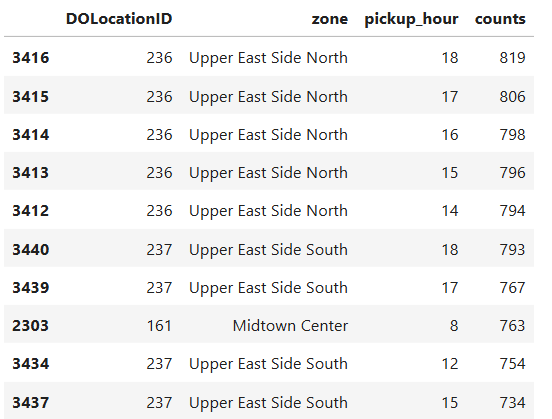 DOLocationID zone pickup_hour counts
3416 236 Upper East Side North 18 819
3415 236 Upper East Side North 17 806
3414 236 Upper East Side North 16 798
3413 236 Upper East Side North 15 796
3412 236 Upper East Side North 14 794
3440 237 Upper East Side South 18 793
3439 237 Upper East Side South 17 767
2303 161 Midtown Center 8 763
3434 237 Upper East Side South 12 754
3437 237 Upper East Side South 15 734